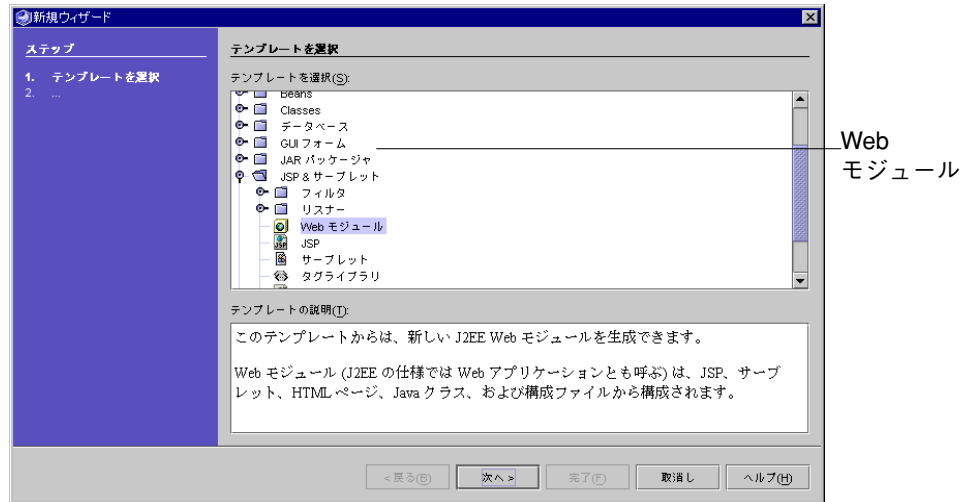 新規ウィザード
ステップ
1. テンプレートを選択
2. ...
テンプレートを選択
テンプレートを選択(S):
Beans
Classes
データベース
GUI フォーム
JAR パッケージャ
JSP & サーブレット
フィルタ
リスナー
Web モジュール
JSP
サーブレット
タグライブラリ
Web
モジュール
テンプレートの説明(T):
このテンプレートからは、新しい J2EE Web モジュールを生成できます。
Web モジュール (J2EE の仕様では Web アプリケーションとも呼ぶ) は、JSP、サーブ
レット、HTML ページ、Java クラス、および構成ファイルから構成されます。
< 戻る(B)
次へ >
完了(F)
取消し
ヘルプ(H)